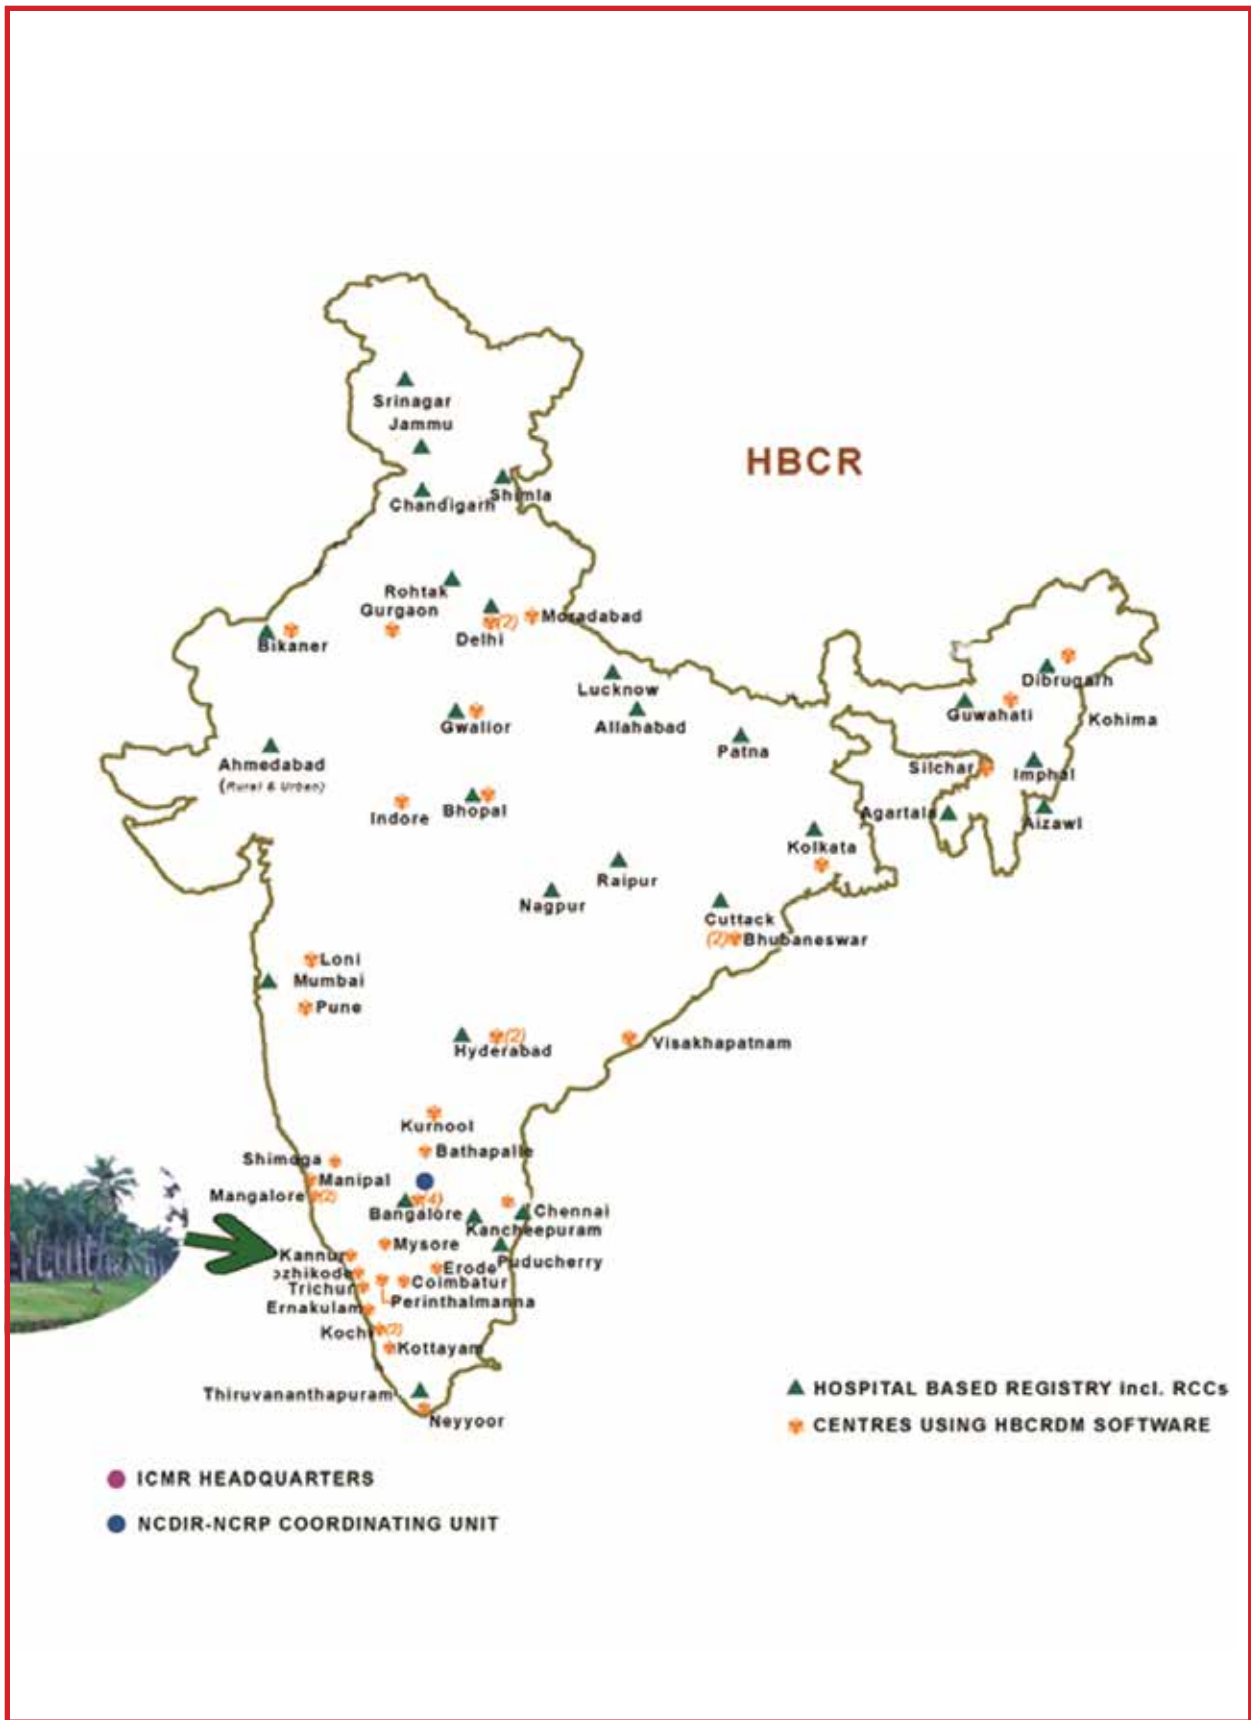 Srinagar
Jammu
HBCR
Chandigarh
Shimla
Rohtak
Gurgaon
(2)
Moradabad
Delhi
Bikaner
Dibrugarh
Lucknow
Guwahati
Kohima
Gwalior
Allahabad
Patna
Ahmedabad
(Rural & Urban)
Silchar
Imphal
Indore
Bhopal
Agartala
Aizawl
Kolkata
Raipur
Nagpur
Cuttack
(2) Bhubaneswar
Loni
Mumbai
Pune
(2)
Hyderabad
Visakhapatnam
Kurnool
Bathapalle
Shimoga
Manipal
Mangalore (2)
(4)
Bangalore
Chennai
Kancheepuram
Mysore
Kannur
Puducherry
Erode
ozhikode
Coimbatur
Trichur
Perinthalmanna
Ernakulam
Kochi (2)
Kottayam
Thiruvananthapuram
Neyyoor
HOSPITAL BASED REGISTRY incl. RCCs
CENTRES USING HBCRDM SOFTWARE
ICMR HEADQUARTERS
NCDIR-NCRP COORDINATING UNIT